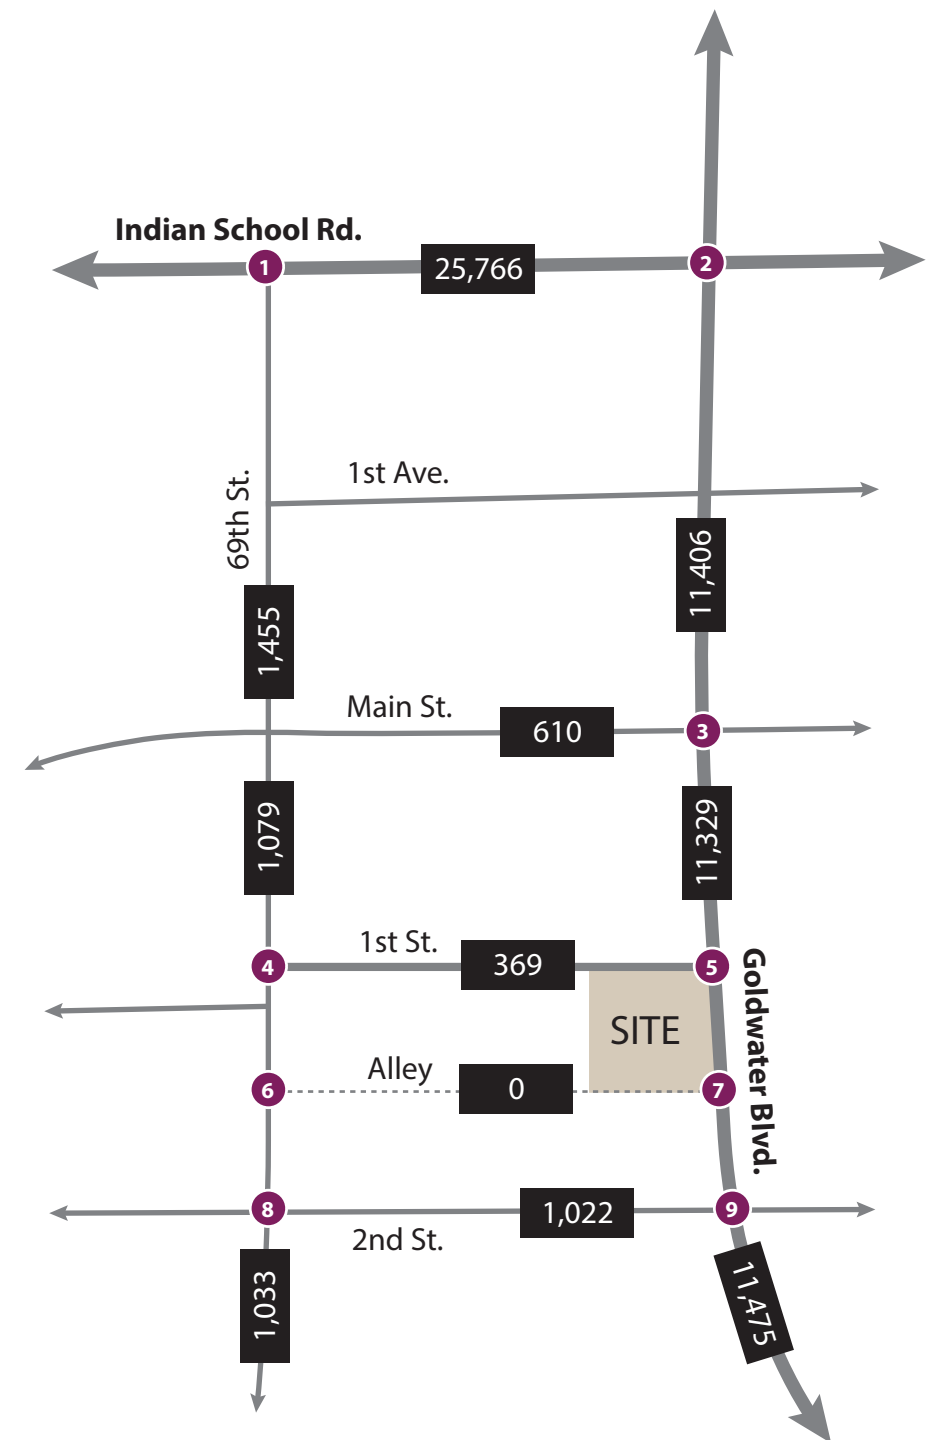 Indian School Rd.
1
25,766
2
1st Ave.
69th St.
11,406
1,455
Main St.
610
3
1,079
11,329
1st St.
4
369
5
Goldwater Blvd.
SITE
Alley
6
0
7
8
1,022
9
2nd St.
1,033
11,475